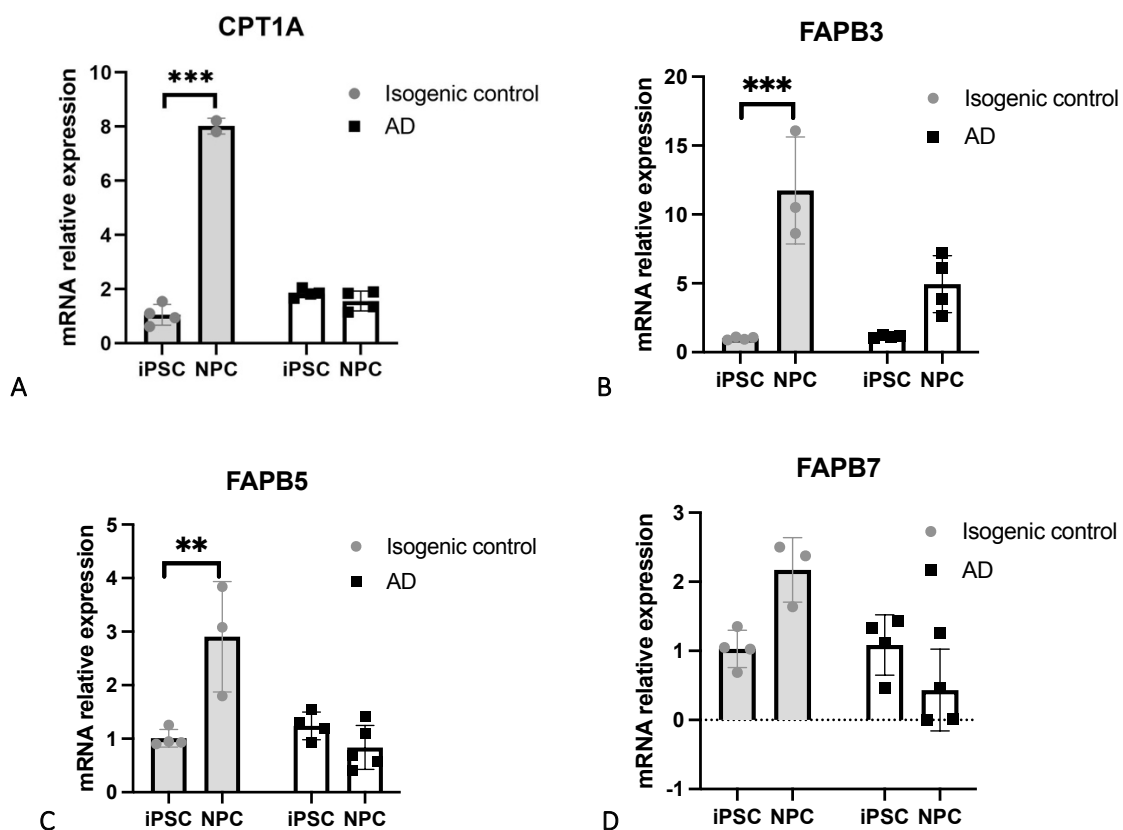 CPT1A
mRNA relative expression
10
8
6
4
2
0
***
Isogenic control
AD
iPSC NPC iPSC NPC
A
FAPB3
mRNA relative expression
20
15
10
5
0
***
Isogenic control
AD
iPSC NPC iPSC NPC
B
FAPB5
mRNA relative expression
5
4
3
2
1
0
**
Isogenic control
AD
iPSC NPC iPSC NPC
C
FAPB7
mRNA relative expression
3
2
1
0
-1
Isogenic control
AD
iPSC NPC iPSC NPC
D